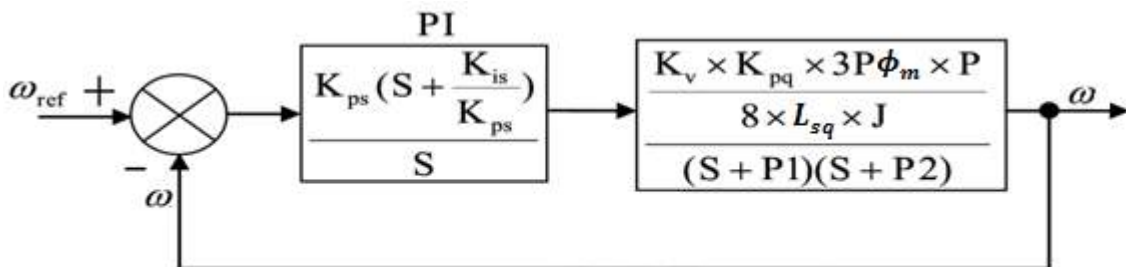 PI
ω_ref +
K_ps (S + K_is / K_ps)
S
K_v × K_pq × 3Pϕ_m × P
8 × L_sq × J
(S + P1)(S + P2)
ω
−
ω